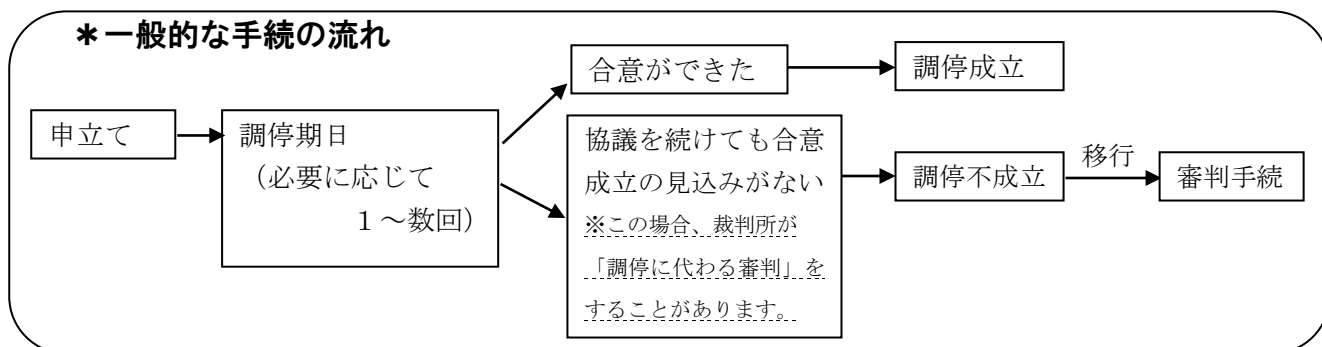 ＊一般的な手続の流れ
申立て
調停期日
（必要に応じて
１～数回）
合意ができた
調停成立
協議を続けても合意
成立の見込みがない
※この場合、裁判所が
「調停に代わる審判」を
することがあります。
調停不成立
移行
審判手続